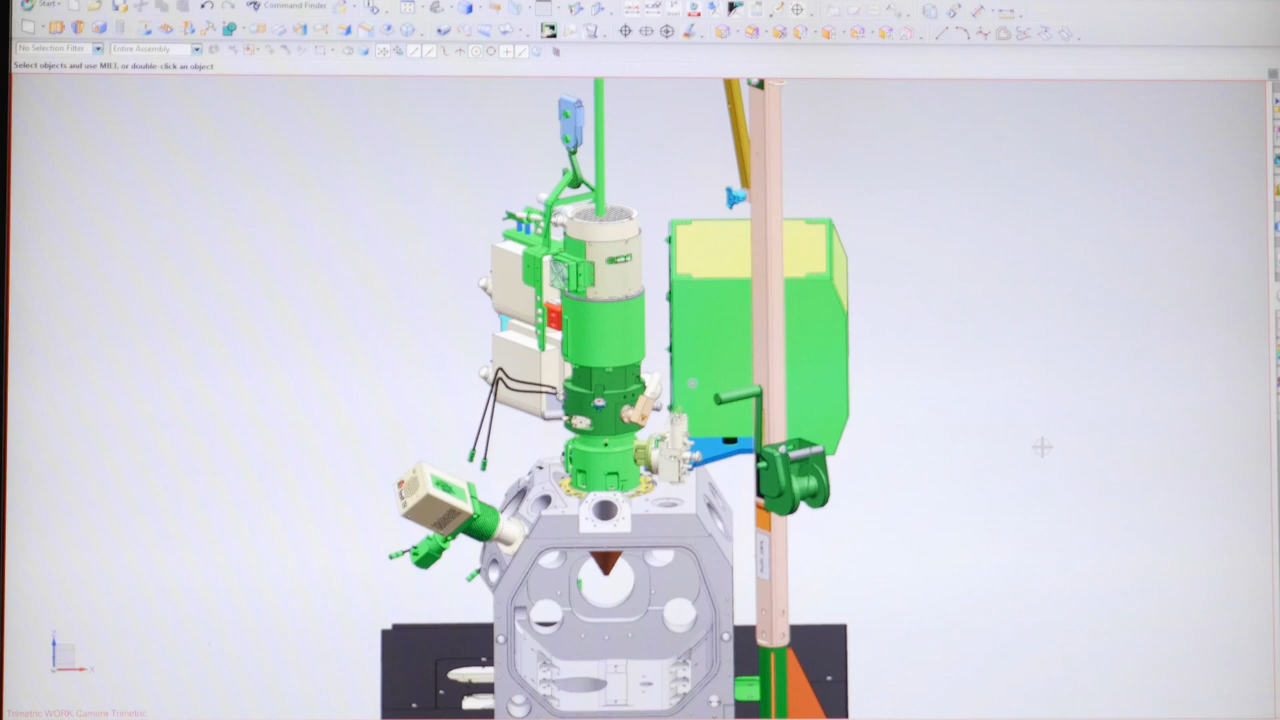 Start
Command Finder
No Selection Filter
Entire Assembly
Select objects and use MB3, or double-click an object
X
Trimetric WORK Camera Trimetric